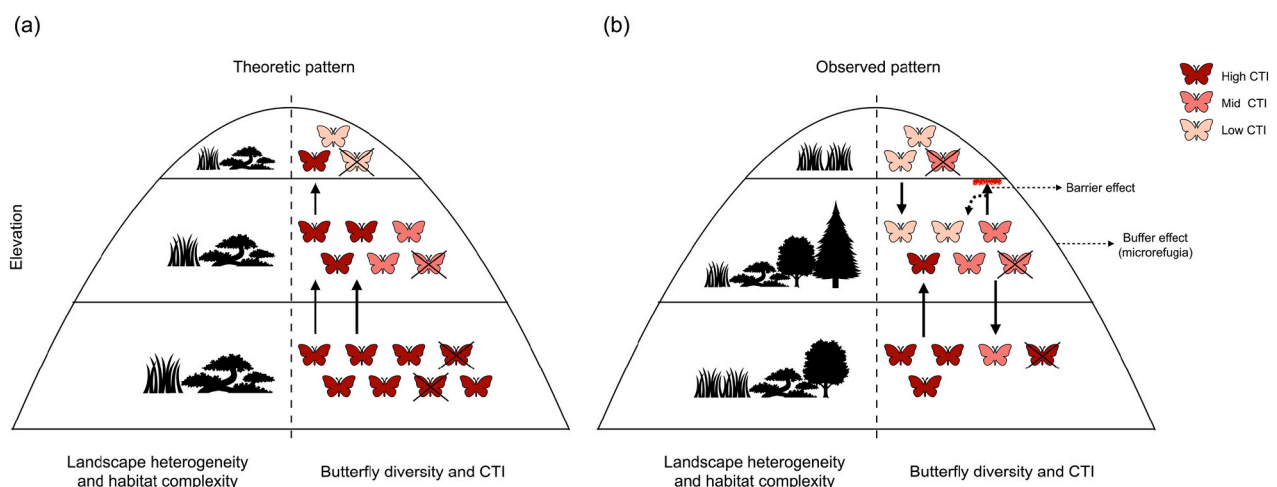 (a)
Theoretic pattern
Elevation
Landscape heterogeneity
and habitat complexity
Butterfly diversity and CTI
(b)
Observed pattern
Barrier effect
Buffer effect
(microrefugia)
Landscape heterogeneity
and habitat complexity
Butterfly diversity and CTI
High CTI
Mid CTI
Low CTI